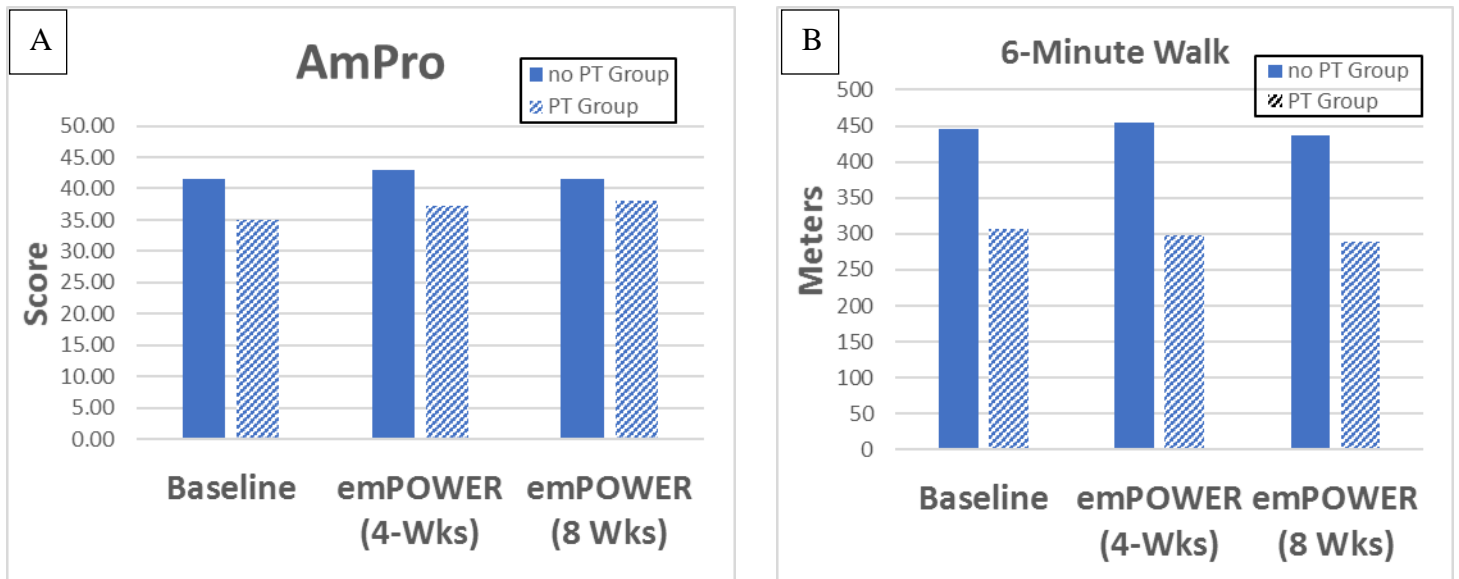 A
AmPro
no PT Group
PT Group
50.00
45.00
40.00
35.00
30.00
25.00
20.00
15.00
10.00
5.00
0.00
Score
Baseline
emPOWER
(4-Wks)
emPOWER
(8 Wks)
B
6-Minute Walk
no PT Group
PT Group
500
450
400
350
300
250
200
150
100
50
0
Meters
Baseline
emPOWER
(4-Wks)
emPOWER
(8 Wks)